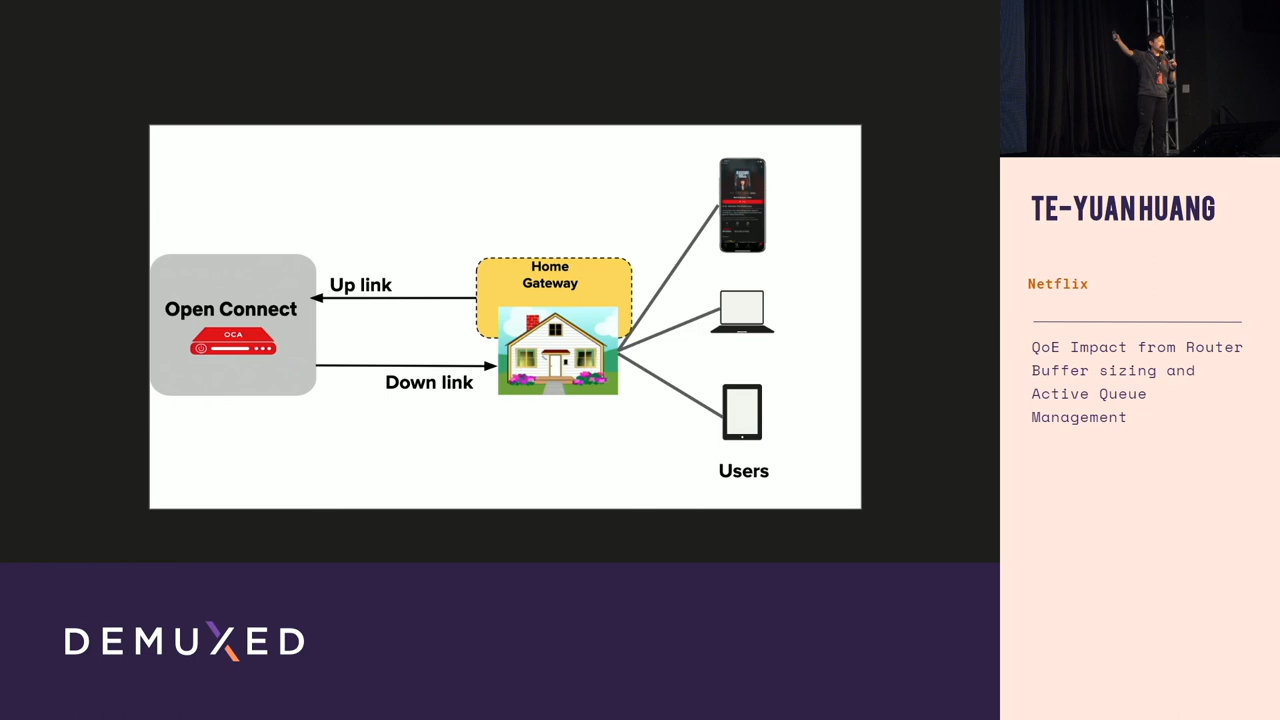 Open Connect
OCA
Up link
Down link
Home
Gateway
Users
TE-YUAN HUANG
Netflix
QoE Impact from Router
Buffer sizing and
Active Queue
Management
DEMUXED